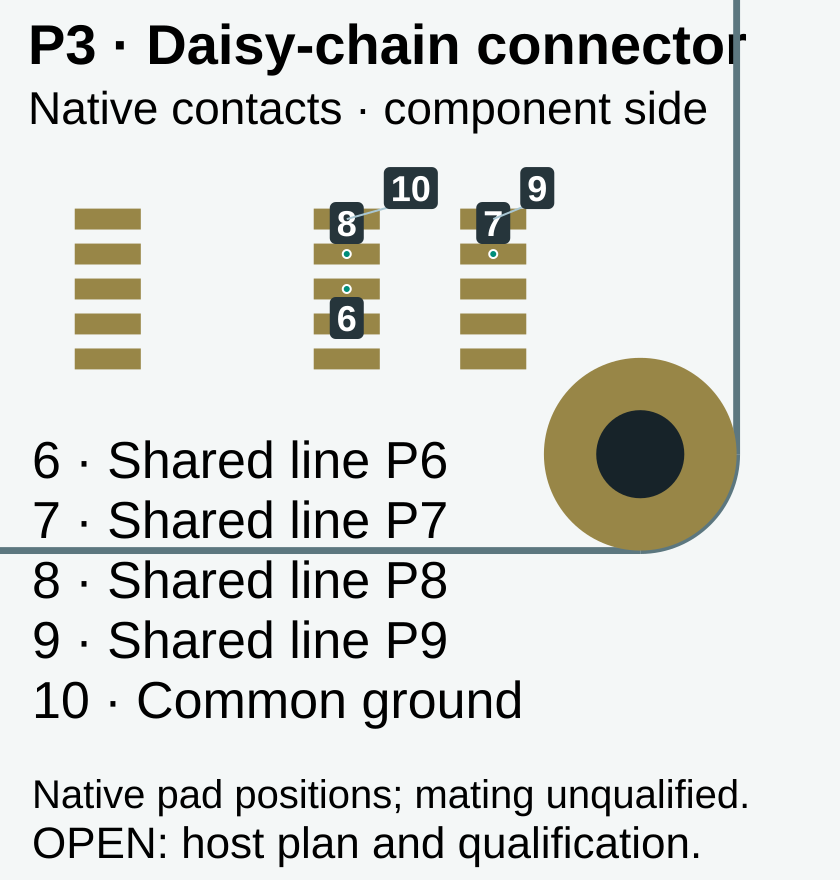 P3 · Daisy-chain connector
Native contacts · component side
10
9
8
7
6
6 · Shared line P6
7 · Shared line P7
8 · Shared line P8
9 · Shared line P9
10 · Common ground
Native pad positions; mating unqualified.
OPEN: host plan and qualification.